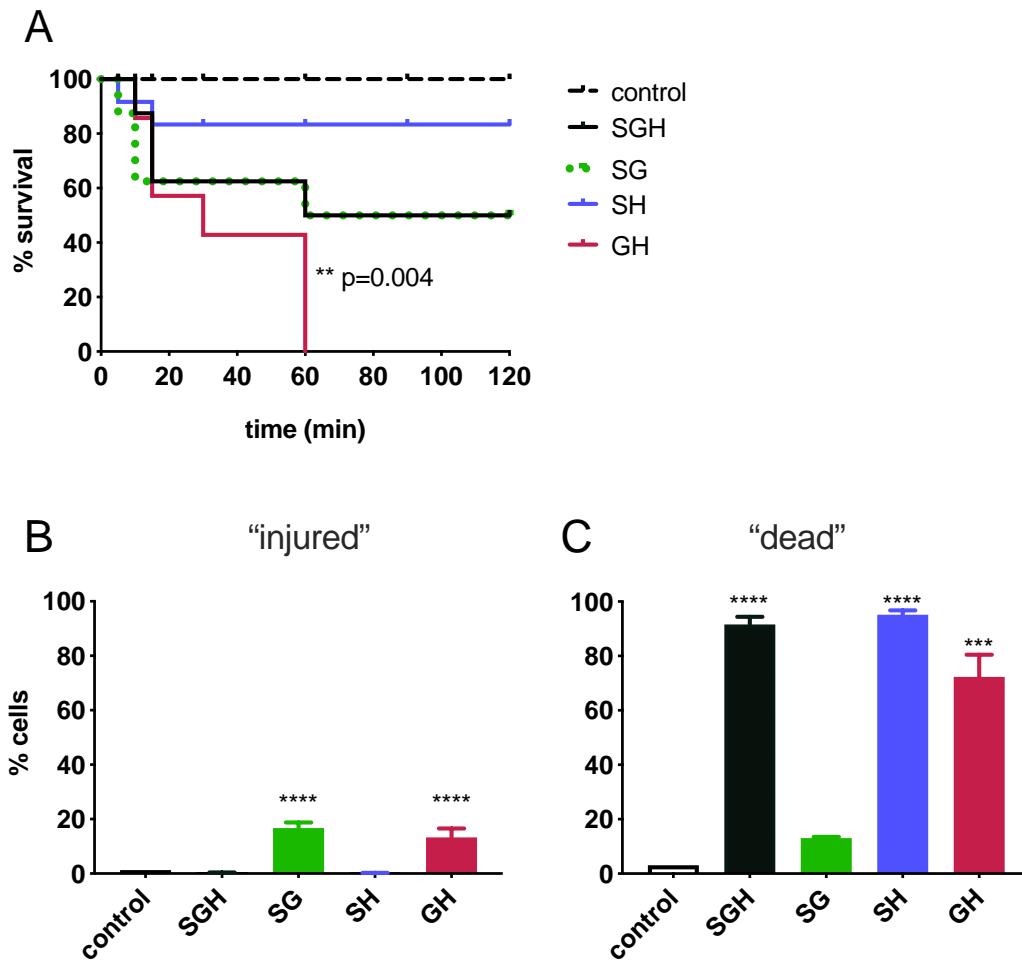 A
% survival
100
80
60
40
20
0
0 20 40 60 80 100 120
time (min)
** p=0.004
control
SGH
SG
SH
GH
B
“injured”
% cells
100
80
60
40
20
0
**** ****
control SGH SG SH GH
C
“dead”
100
80
60
40
20
0
**** **** ***
control SGH SG SH GH